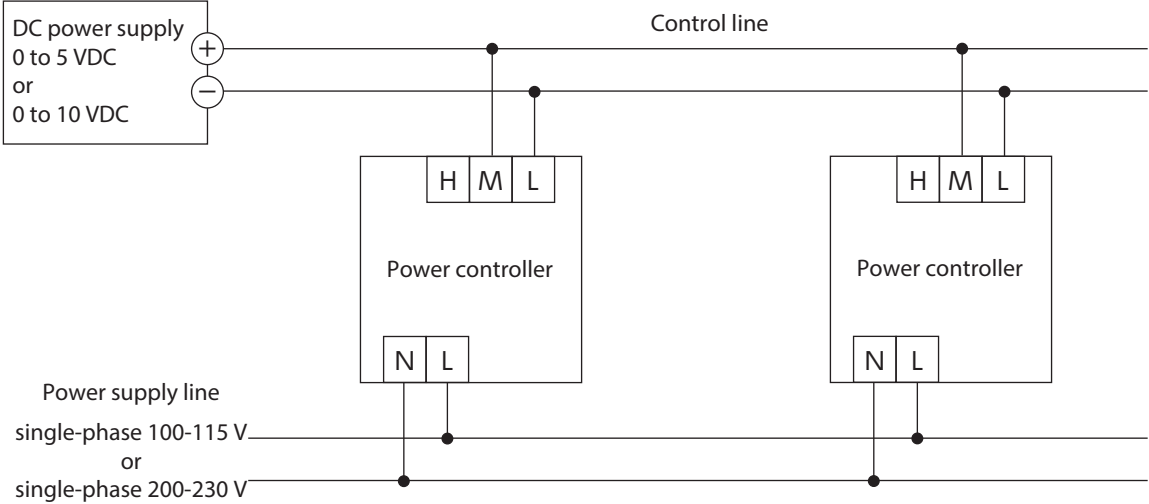 DC power supply
0 to 5 VDC
or
0 to 10 VDC
+
−
Control line
H M L
Power controller
N L
H M L
Power controller
N L
Power supply line
single-phase 100-115 V
or
single-phase 200-230 V